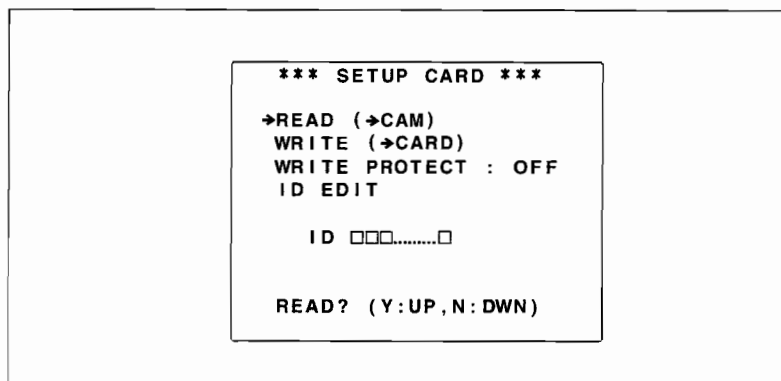 *** SETUP CARD ***
→READ (→CAM)
WRITE (→CARD)
WRITE PROTECT : OFF
ID EDIT
ID □□□.........□
READ? (Y:UP,N:DWN)